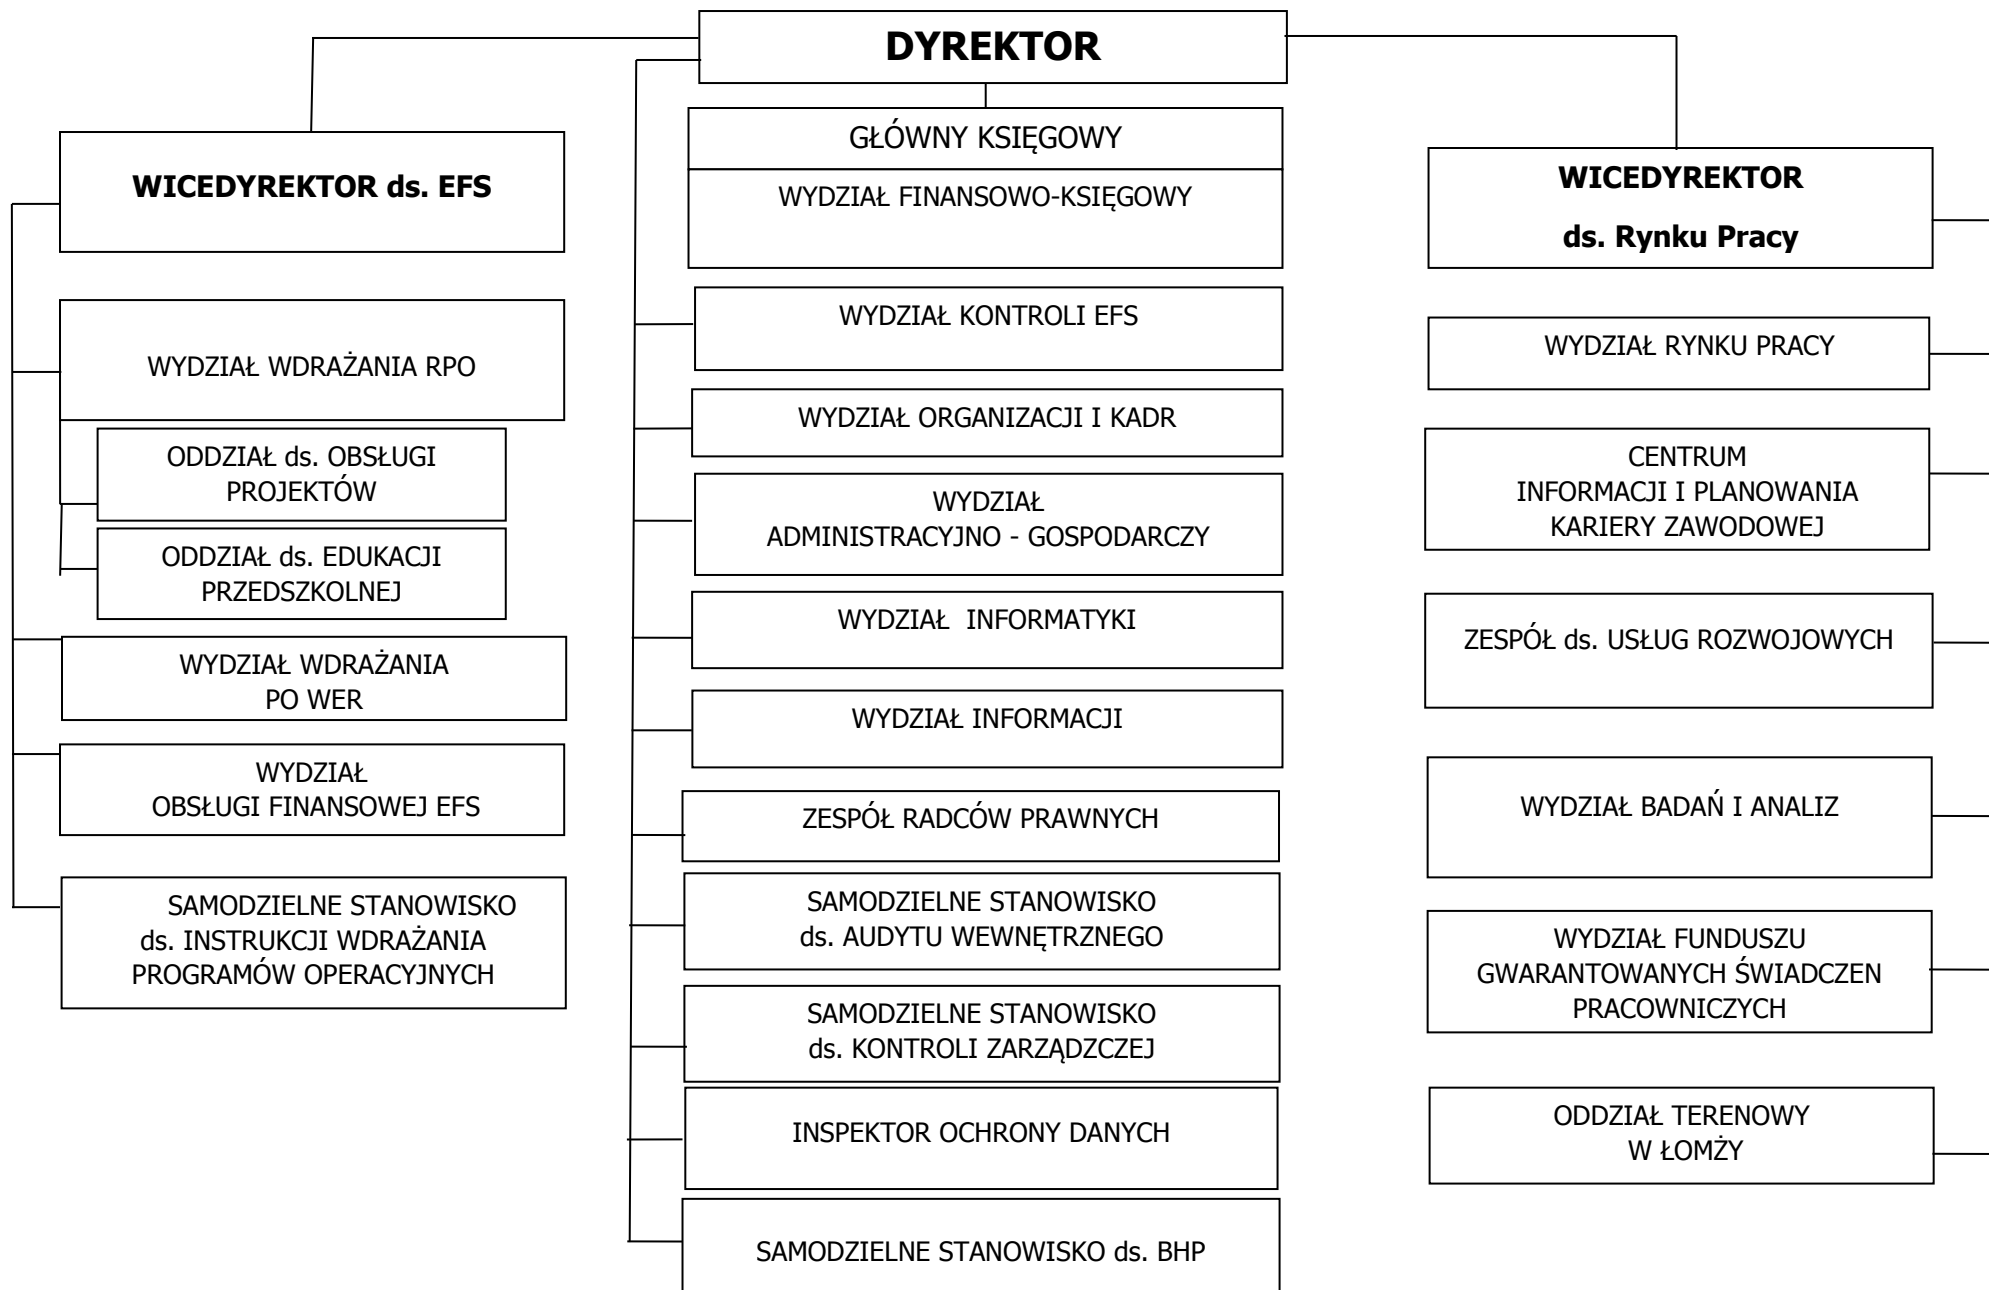 DYREKTOR
WICEDYREKTOR ds. EFS
WYDZIAŁ WDRAŻANIA RPO
ODDZIAŁ ds. OBSŁUGI
PROJEKTÓW
ODDZIAŁ ds. EDUKACJI
PRZEDSZKOLNEJ
WYDZIAŁ WDRAŻANIA
PO WER
WYDZIAŁ
OBSŁUGI FINANSOWEJ EFS
SAMODZIELNE STANOWISKO
ds. INSTRUKCJI WDRAŻANIA
PROGRAMÓW OPERACYJNYCH
GŁÓWNY KSIĘGOWY
WYDZIAŁ FINANSOWO-KSIĘGOWY
WYDZIAŁ KONTROLI EFS
WYDZIAŁ ORGANIZACJI I KADR
WYDZIAŁ
ADMINISTRACYJNO - GOSPODARCZY
WYDZIAŁ INFORMATYKI
WYDZIAŁ INFORMACJI
ZESPÓŁ RADCÓW PRAWNYCH
SAMODZIELNE STANOWISKO
ds. AUDYTU WEWNĘTRZNEGO
SAMODZIELNE STANOWISKO
ds. KONTROLI ZARZĄDZCZEJ
INSPEKTOR OCHRONY DANYCH
SAMODZIELNE STANOWISKO ds. BHP
WICEDYREKTOR
ds. Rynku Pracy
WYDZIAŁ RYNKU PRACY
CENTRUM
INFORMACJI I PLANOWANIA
KARIERY ZAWODOWEJ
ZESPÓŁ ds. USŁUG ROZWOJOWYCH
WYDZIAŁ BADAŃ I ANALIZ
WYDZIAŁ FUNDUSZU
GWARANTOWANYCH ŚWIADCZEN
PRACOWNICZYCH
ODDZIAŁ TERENOWY
W ŁOMŻY